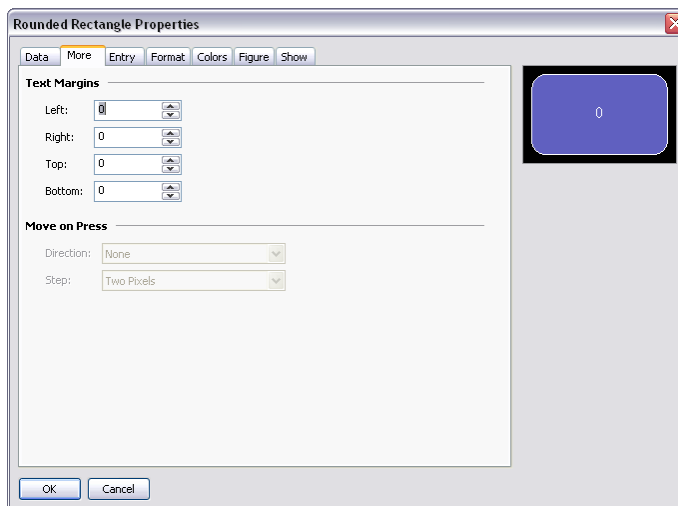 Rounded Rectangle Properties
Data More Entry Format Colors Figure Show
Text Margins
0
Left: 0
Right: 0
Top: 0
Bottom: 0
Move on Press
Direction: None
Step: Two Pixels
OK Cancel